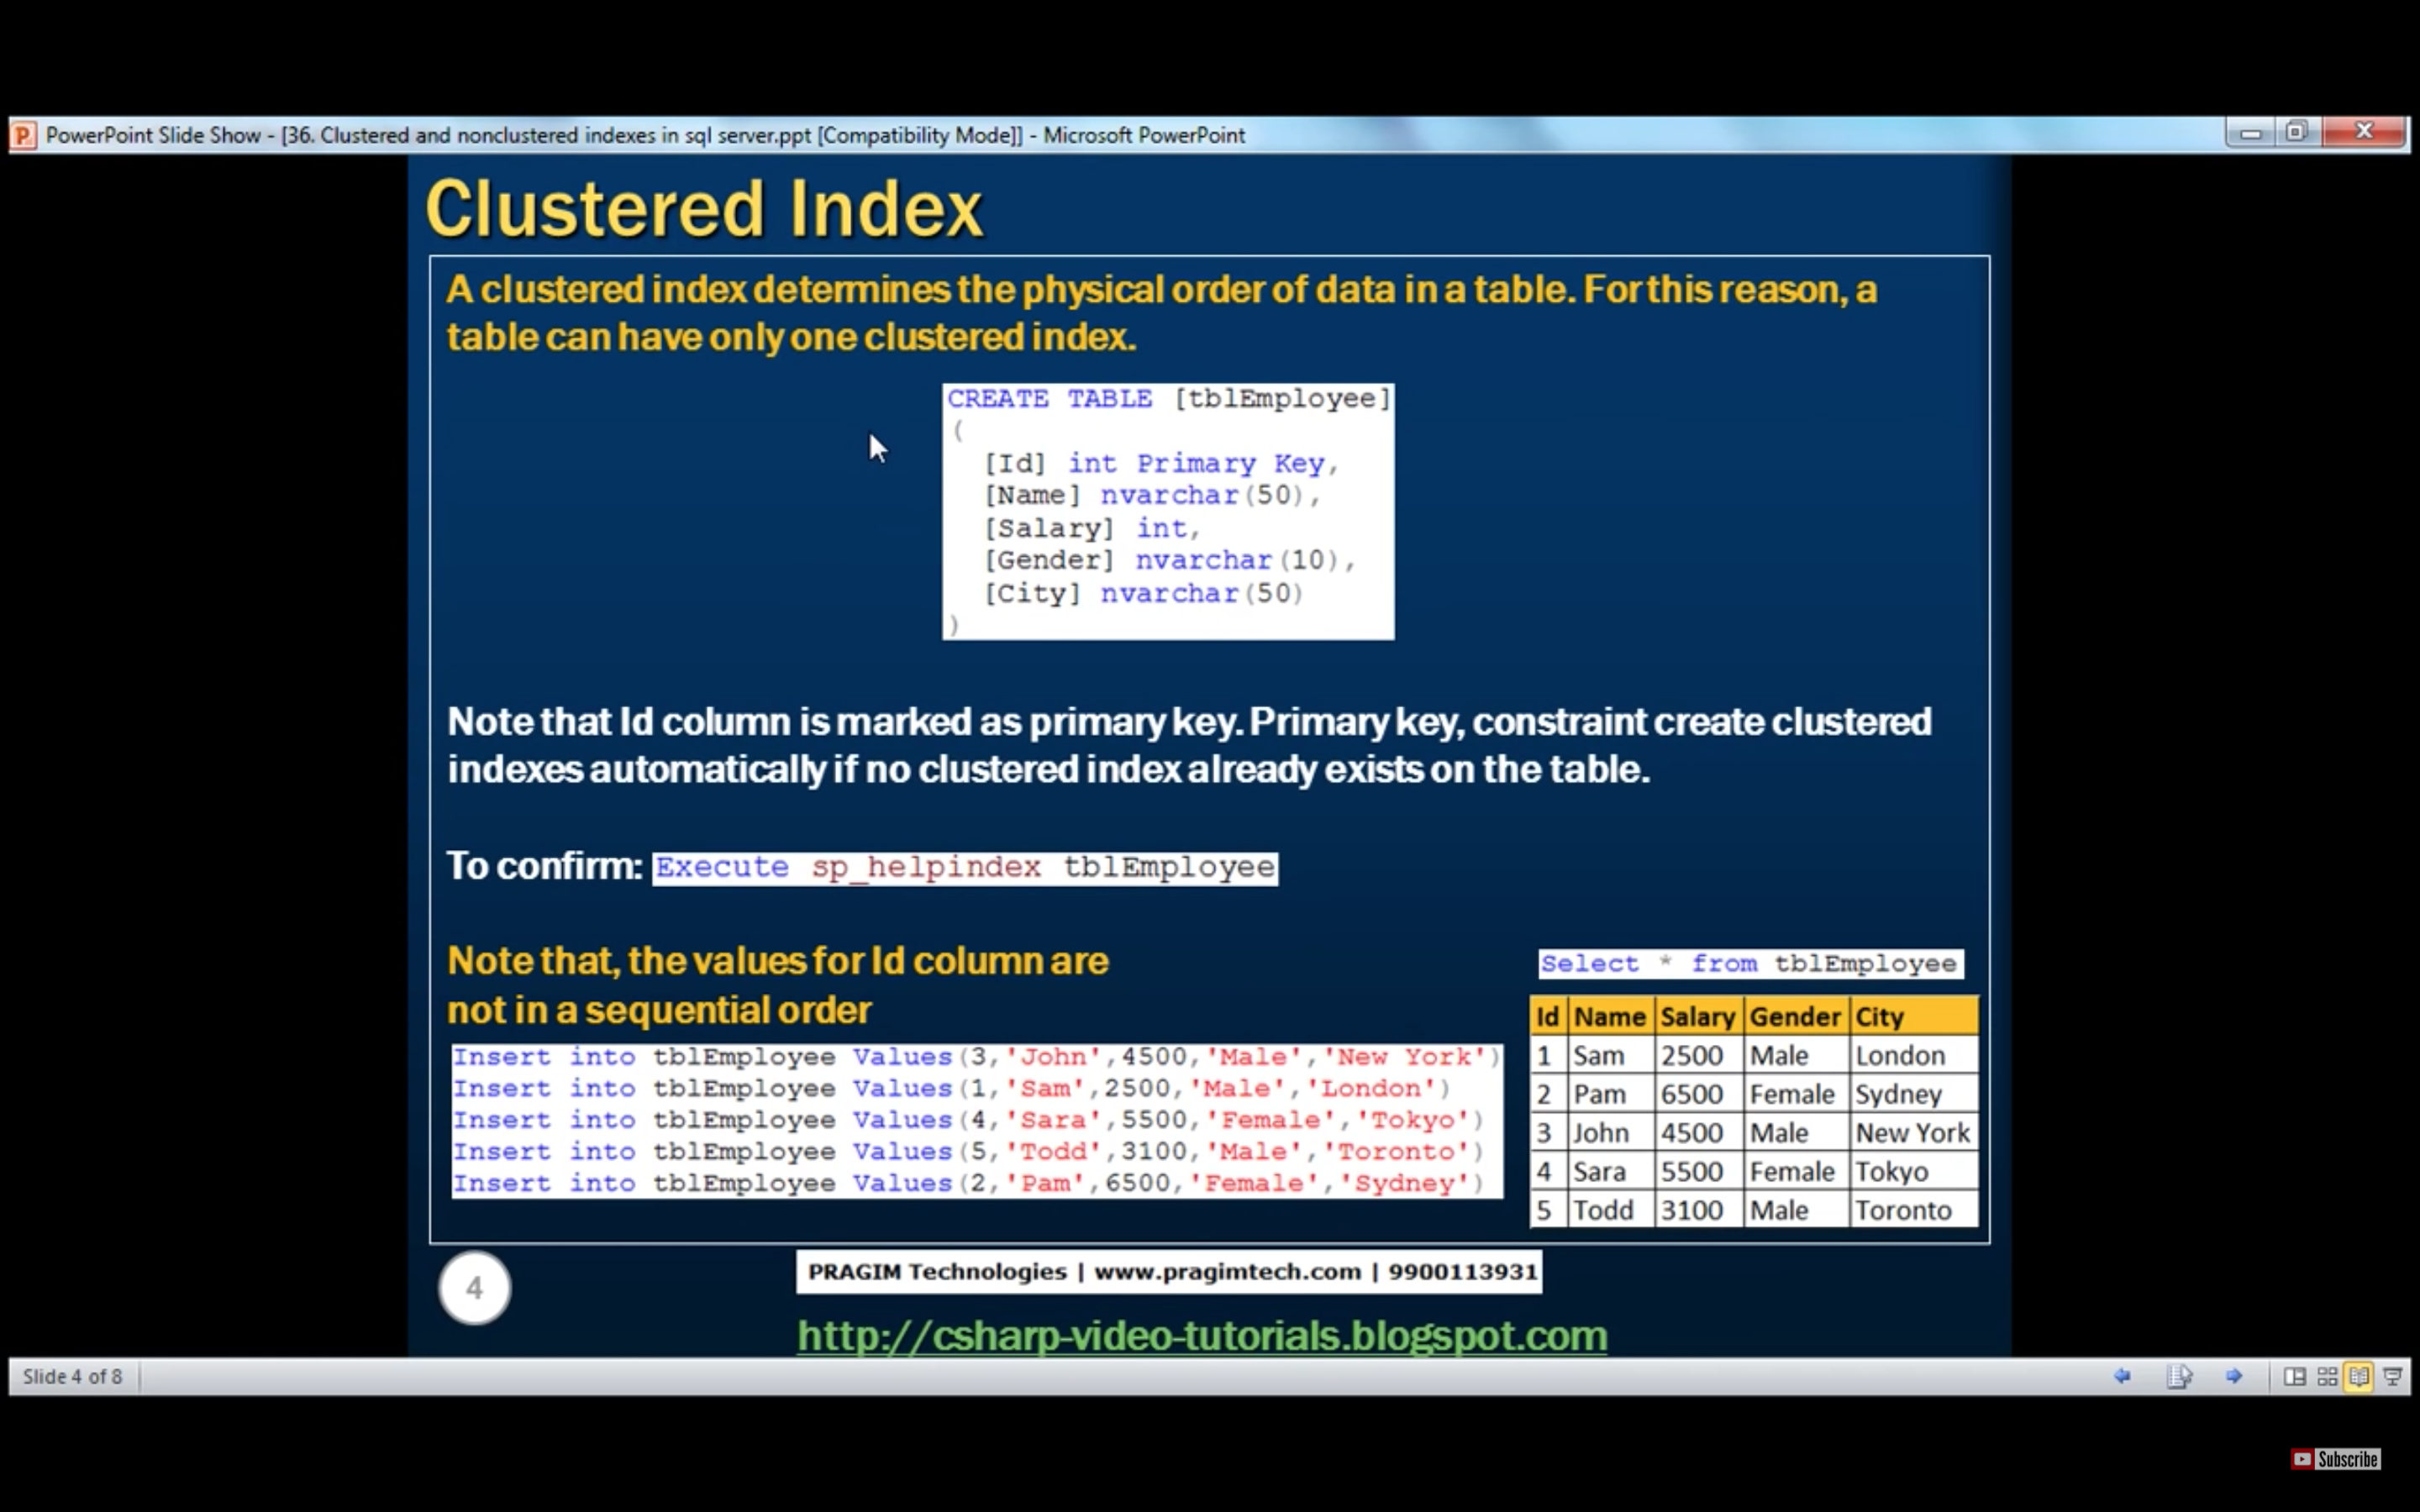 PowerPoint Slide Show - [36. Clustered and nonclustered indexes in sql server.ppt [Compatibility Mode]] - Microsoft PowerPoint
Clustered Index
A clustered index determines the physical order of data in a table. For this reason, a
table can have only one clustered index.
CREATE TABLE [tblEmployee]
(
[Id] int Primary Key,
[Name] nvarchar(50),
[Salary] int,
[Gender] nvarchar(10),
[City] nvarchar(50)
)
Note that Id column is marked as primary key. Primary key, constraint create clustered
indexes automatically if no clustered index already exists on the table.
To confirm: Execute sp_helpindex tblEmployee
Note that, the values for Id column are
not in a sequential order
Insert into tblEmployee Values(3,'John',4500,'Male','New York')
Insert into tblEmployee Values(1,'Sam',2500,'Male','London')
Insert into tblEmployee Values(4,'Sara',5500,'Female','Tokyo')
Insert into tblEmployee Values(5,'Todd',3100,'Male','Toronto')
Insert into tblEmployee Values(2,'Pam',6500,'Female','Sydney')
Select * from tblEmployee
Id Name Salary Gender City
1 Sam 2500 Male London
2 Pam 6500 Female Sydney
3 John 4500 Male New York
4 Sara 5500 Female Tokyo
5 Todd 3100 Male Toronto
4
PRAGIM Technologies | www.pragimtech.com | 9900113931
http://csharp-video-tutorials.blogspot.com
Slide 4 of 8
Subscribe